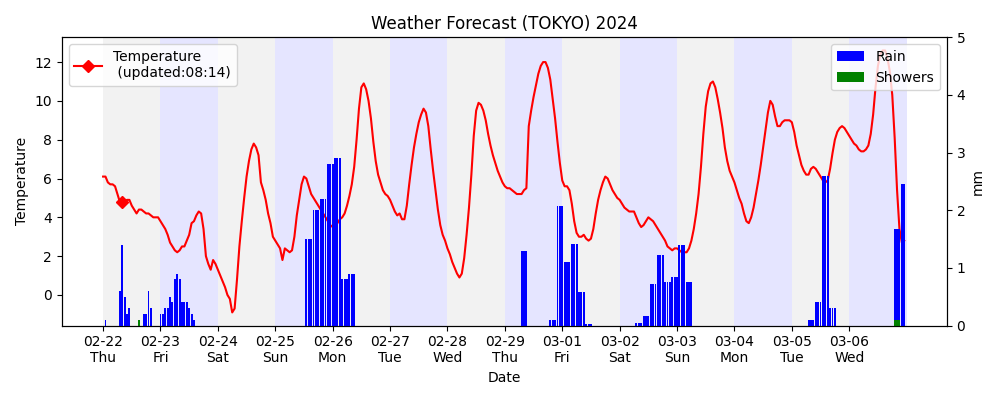 Weather Forecast (TOKYO) 2024
Temperature
(updated:08:14)
Rain
Showers
Temperature
12
10
8
6
4
2
0
5
4
3
2
1
0
mm
02-22 02-23 02-24 02-25 02-26 02-27 02-28 02-29 03-01 03-02 03-03 03-04 03-05 03-06
Thu Fri Sat Sun Mon Tue Wed Thu Fri Sat Sun Mon Tue Wed
Date